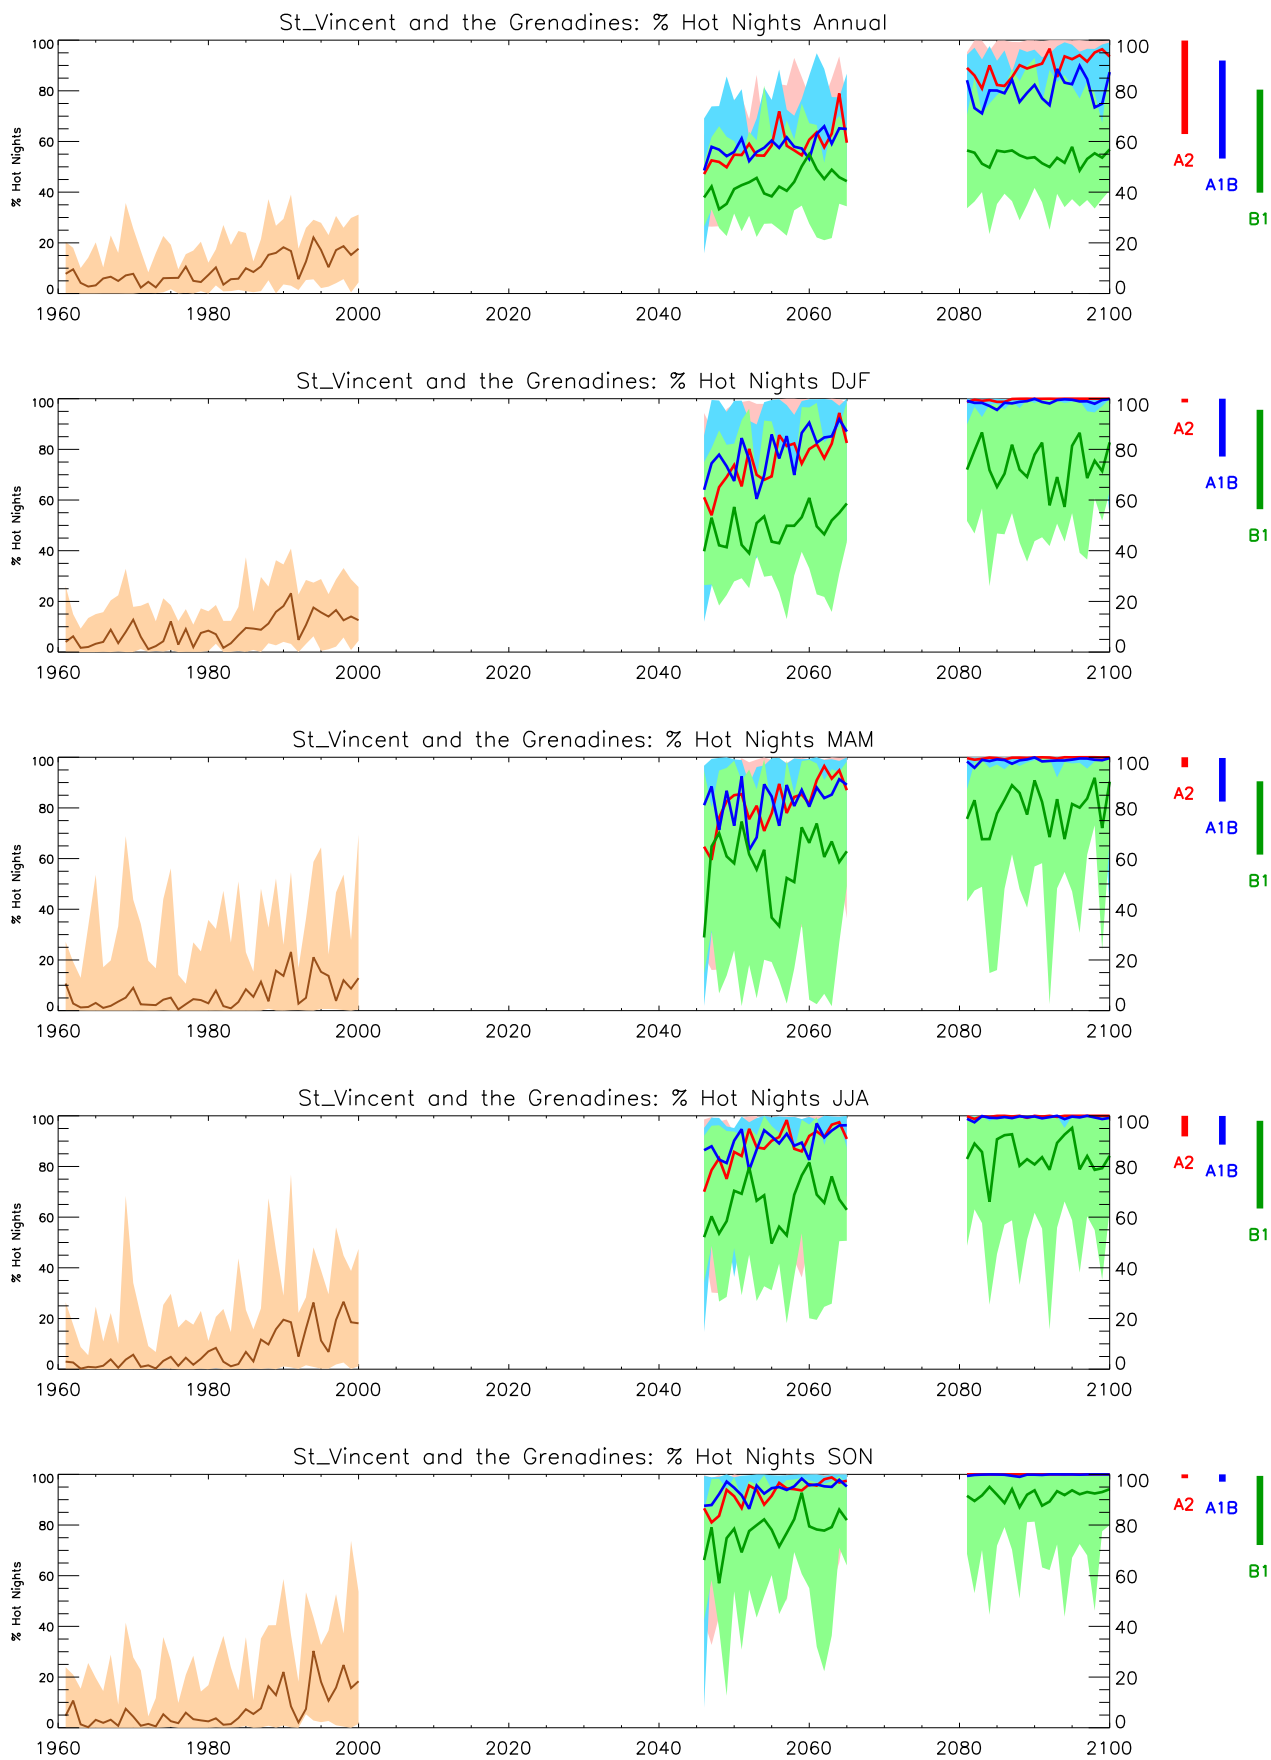 St_Vincent and the Grenadines: % Hot Nights Annual
% Hot Nights
100
80
60
40
20
0
100
80
60
40
20
0
1960 1980 2000 2020 2040 2060 2080 2100
A2
A1B
B1
St_Vincent and the Grenadines: % Hot Nights DJF
% Hot Nights
100
80
60
40
20
0
100
80
60
40
20
0
1960 1980 2000 2020 2040 2060 2080 2100
A2
A1B
B1
St_Vincent and the Grenadines: % Hot Nights MAM
% Hot Nights
100
80
60
40
20
0
100
80
60
40
20
0
1960 1980 2000 2020 2040 2060 2080 2100
A2
A1B
B1
St_Vincent and the Grenadines: % Hot Nights JJA
% Hot Nights
100
80
60
40
20
0
100
80
60
40
20
0
1960 1980 2000 2020 2040 2060 2080 2100
A2
A1B
B1
St_Vincent and the Grenadines: % Hot Nights SON
% Hot Nights
100
80
60
40
20
0
100
80
60
40
20
0
1960 1980 2000 2020 2040 2060 2080 2100
A2
A1B
B1